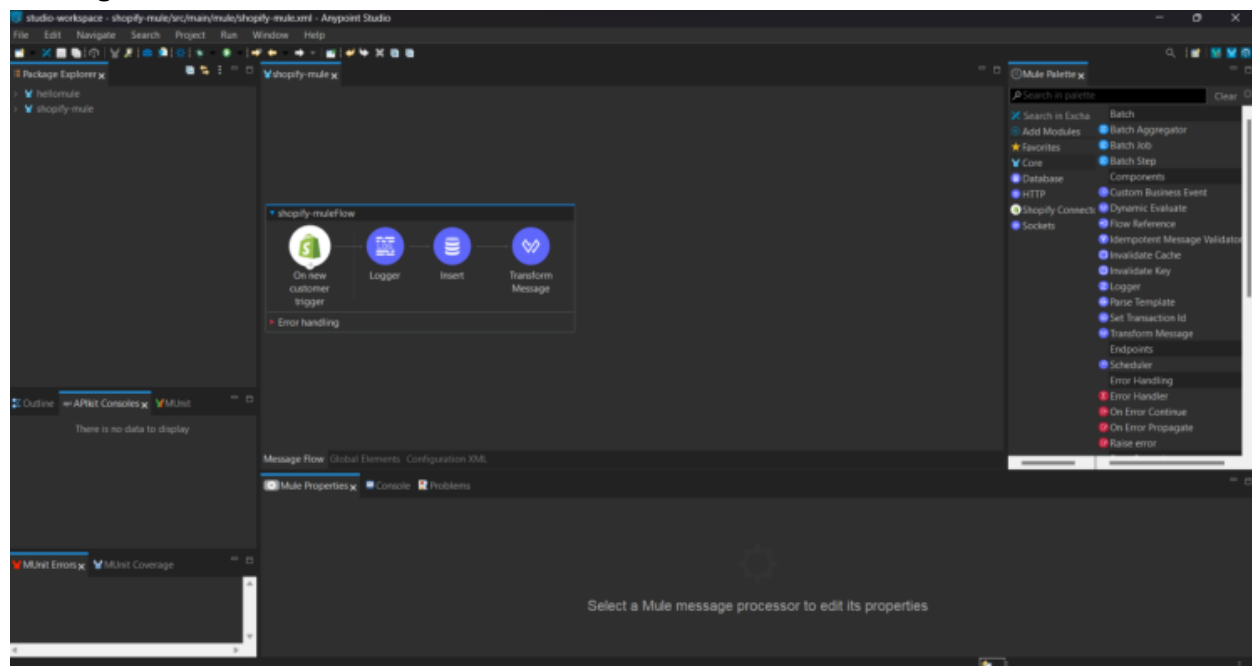 studio-workspace - shopify-mule/src/main/mule/shopify-mule.xml - Anypoint Studio
File Edit Navigate Search Project Run Window Help
Package Explorer
hellomule
shopify-mule
shopify-mule
shopify-muleFlow
On new customer trigger
Logger
Insert
Transform Message
Error handling
Message Flow Global Elements Configuration XML
Mule Palette
Search in palette
Clear
Search in Excha
Add Modules
Favorites
Core
Database
HTTP
Shopify Connect
Sockets
Batch
Batch Aggregator
Batch Job
Batch Step
Components
Custom Business Event
Dynamic Evaluate
Flow Reference
Idempotent Message Validator
Invalidate Cache
Invalidate Key
Logger
Parse Template
Set Transaction Id
Transform Message
Endpoints
Scheduler
Error Handling
Error Handler
On Error Continue
On Error Propagate
Raise error
Outline APIkit Consoles MUnit
There is no data to display
Mule Properties Console Problems
Select a Mule message processor to edit its properties
MUnit Errors MUnit Coverage